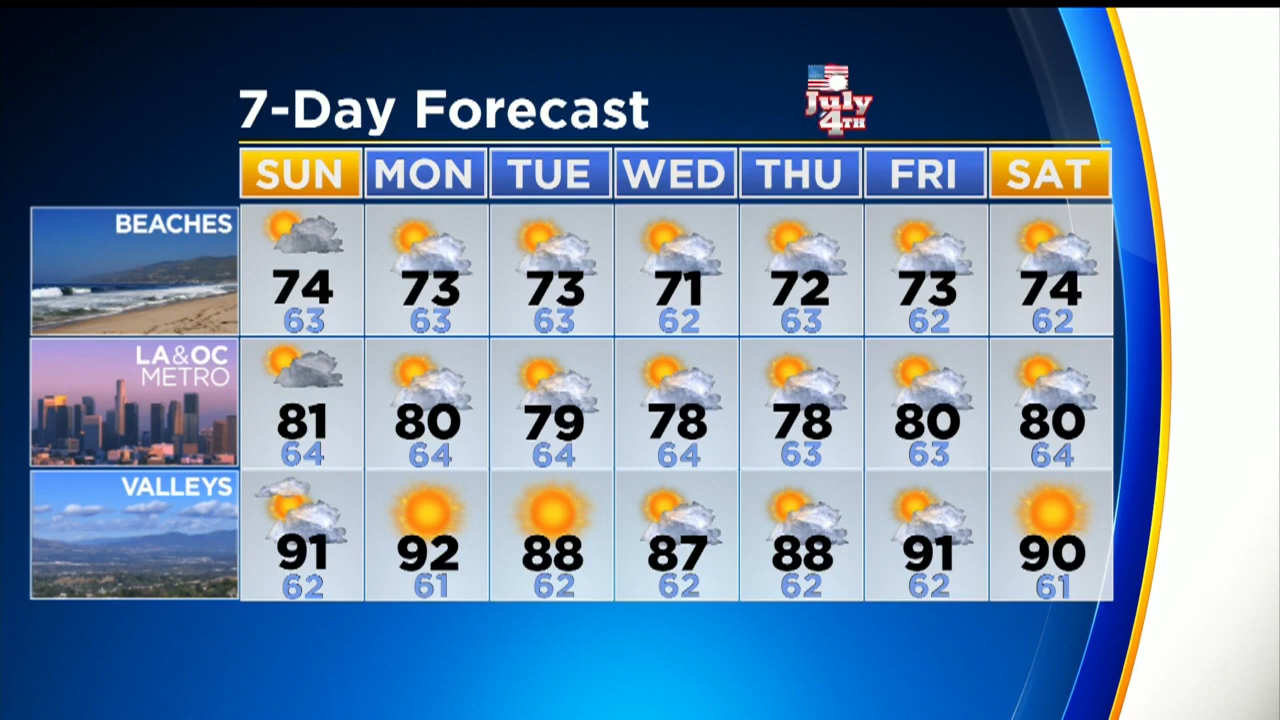 7-Day Forecast
July
4TH
SUN MON TUE WED THU FRI SAT
BEACHES
74 73 73 71 72 73 74
63 63 63 62 63 62 62
LA&OC
METRO
81 80 79 78 78 80 80
64 64 64 64 63 63 64
VALLEYS
91 92 88 87 88 91 90
62 61 62 62 62 62 61